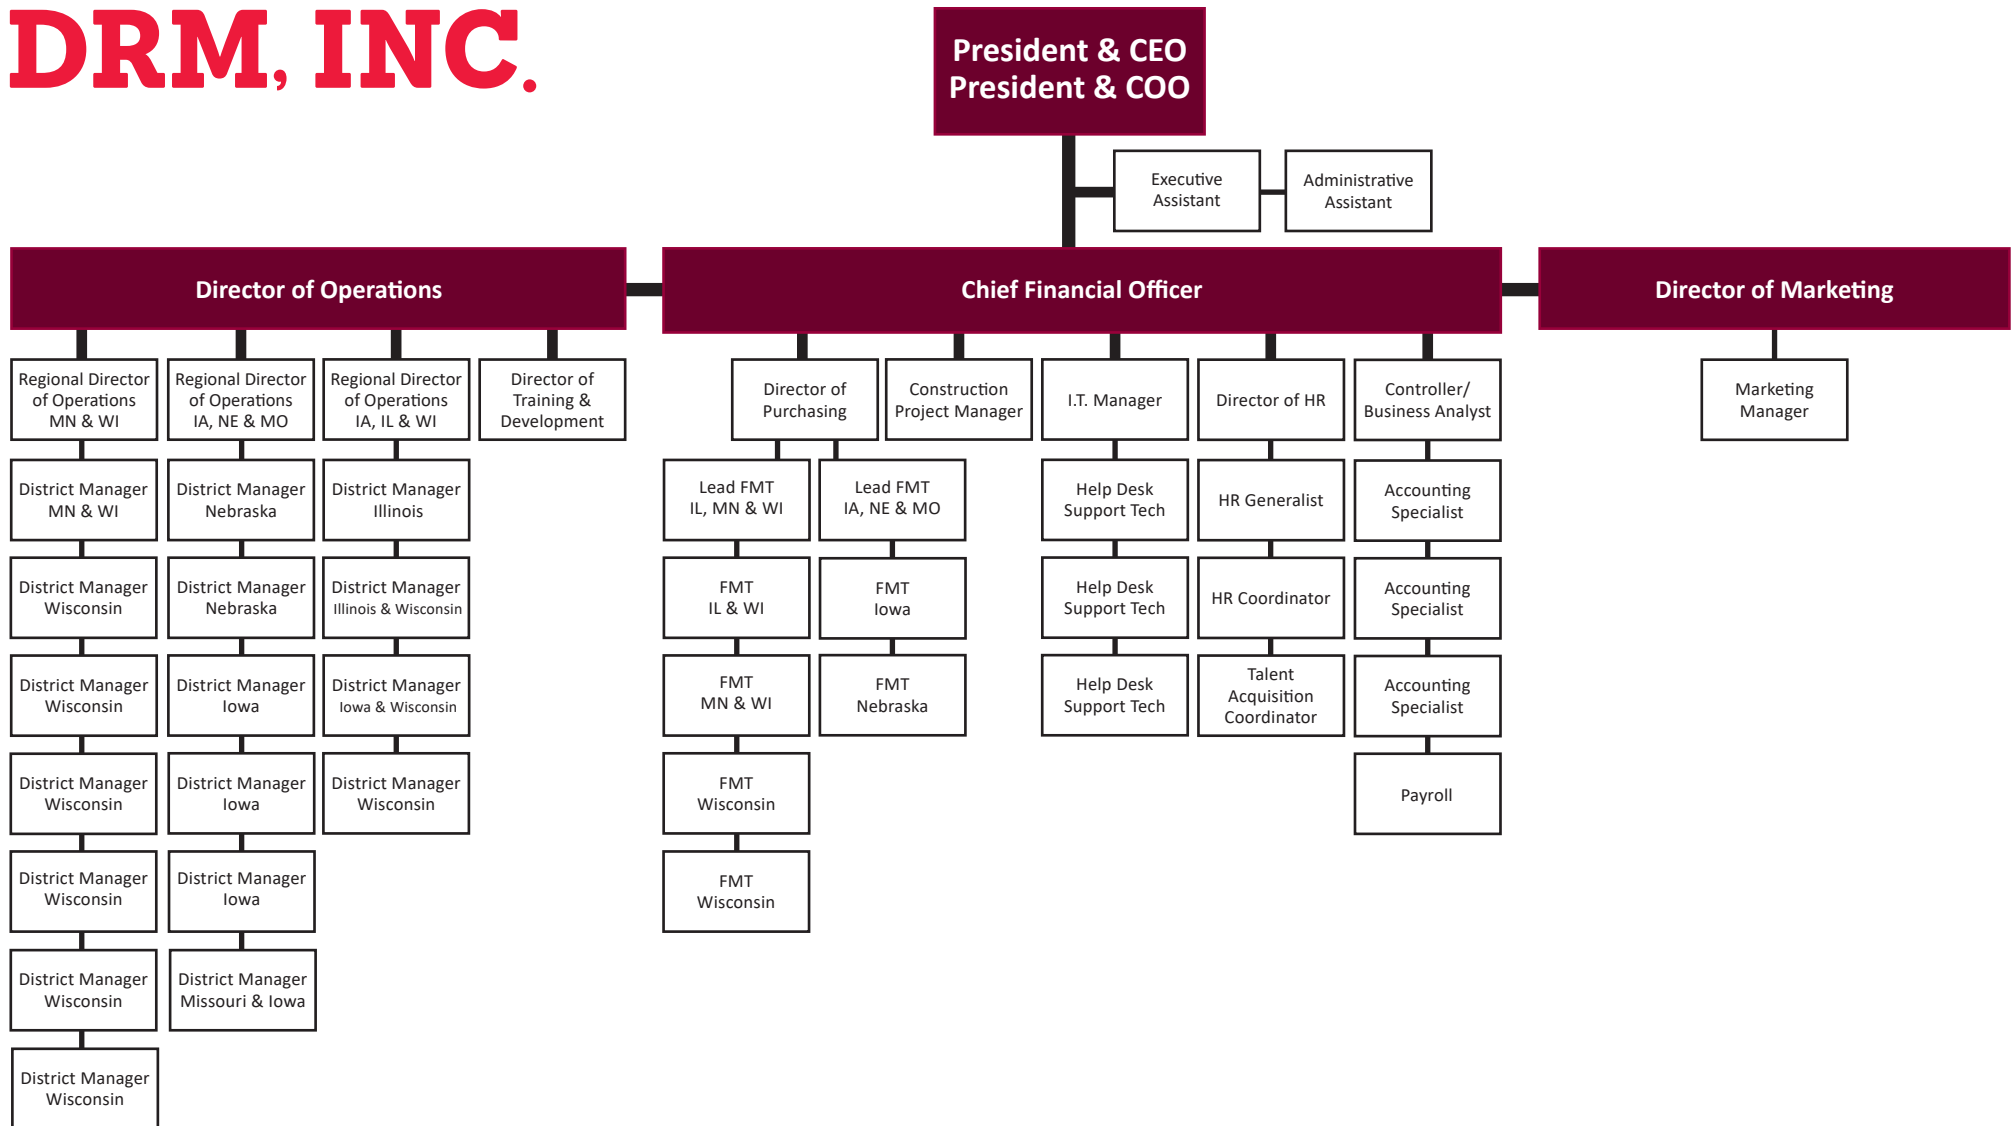 DRM, INC.
President & CEO
President & COO
Executive
Assistant
Administrative
Assistant
Director of Operations
Chief Financial Officer
Director of Marketing
Regional Director
of Operations
MN & WI
Regional Director
of Operations
IA, NE & MO
Regional Director
of Operations
IA, IL & WI
Director of
Training &
Development
Director of
Purchasing
Construction
Project Manager
I.T. Manager
Director of HR
Controller/
Business Analyst
Marketing
Manager
District Manager
MN & WI
District Manager
Nebraska
District Manager
Illinois
Lead FMT
IL, MN & WI
Lead FMT
IA, NE & MO
Help Desk
Support Tech
HR Generalist
Accounting
Specialist
District Manager
Wisconsin
District Manager
Nebraska
District Manager
Illinois & Wisconsin
FMT
IL & WI
FMT
Iowa
Help Desk
Support Tech
HR Coordinator
Accounting
Specialist
District Manager
Wisconsin
District Manager
Iowa
District Manager
Iowa & Wisconsin
FMT
MN & WI
FMT
Nebraska
Help Desk
Support Tech
Talent
Acquisition
Coordinator
Accounting
Specialist
District Manager
Wisconsin
District Manager
Iowa
District Manager
Wisconsin
FMT
Wisconsin
Payroll
District Manager
Wisconsin
District Manager
Iowa
FMT
Wisconsin
District Manager
Wisconsin
District Manager
Missouri & Iowa
District Manager
Wisconsin